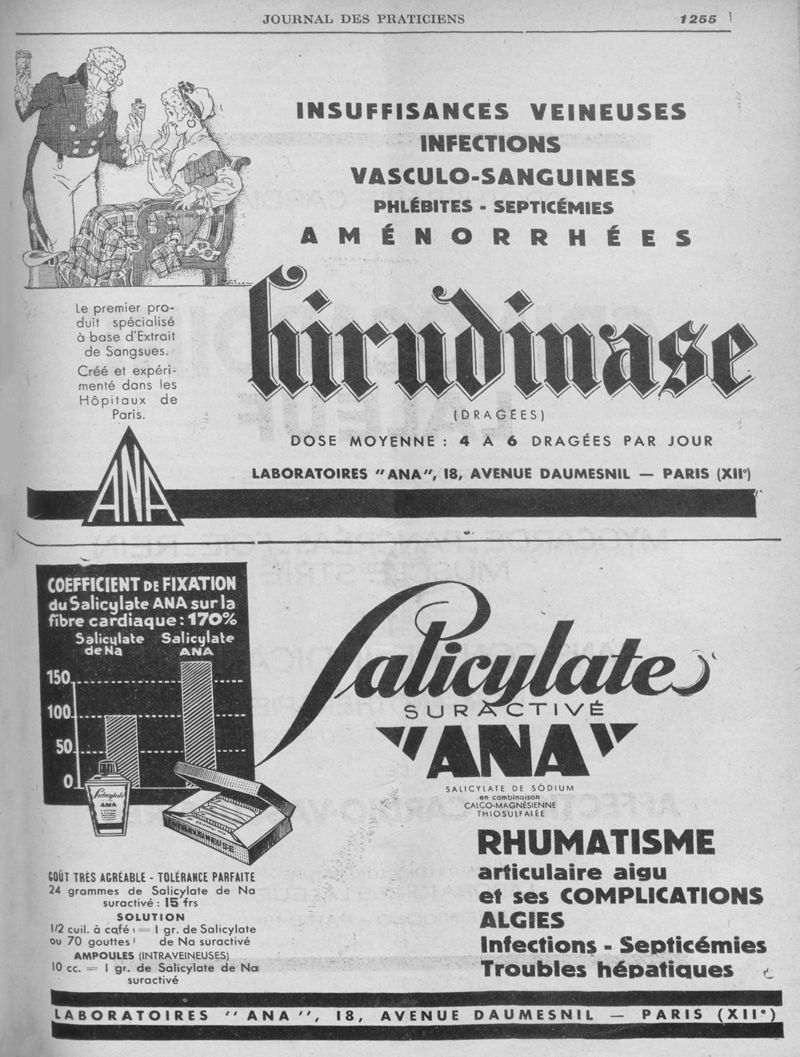 JOURNAL DES PRATICIENS
1255
INSUFFISANCES VEINEUSES
INFECTIONS
VASCULO-SANGUINES
PHLÉBITES - SEPTICÉMIES
AMÉNORRHÉES
Le premier pro-
duit spécialisé
à base d'Extrait
de Sangsues.
Créé et expéri-
menté dans les
Hôpitaux de
Paris.
hirudinase
(DRAGÉES)
DOSE MOYENNE : 4 A 6 DRAGÉES PAR JOUR
LABORATOIRES "ANA", 18, AVENUE DAUMESNIL — PARIS (XIIe)
ANA
COEFFICIENT DE FIXATION
du Salicylate ANA sur la
fibre cardiaque : 170%
Salicylate Salicylate
de Na ANA
150
100
50
0
Salicylate
ANA
INTRAVEINEUSE
Salicylate
SURACTIVÉ
"ANA"
SALICYLATE DE SODIUM
en combinaison
CALCO-MAGNÉSIENNE
THIOSULFATÉE
GOÛT TRÈS AGRÉABLE - TOLÉRANCE PARFAITE
24 grammes de Salicylate de Na
suractivé : 15 frs
SOLUTION
1/2 cuil. à café = 1 gr. de Salicylate
ou 70 gouttes de Na suractivé
AMPOULES (INTRAVEINEUSES)
10 cc. = 1 gr. de Salicylate de Na
suractivé
RHUMATISME
articulaire aigu
et ses COMPLICATIONS
ALGIES
Infections - Septicémies
Troubles hépatiques
LABORATOIRES "ANA", 18, AVENUE DAUMESNIL — PARIS (XIIe)